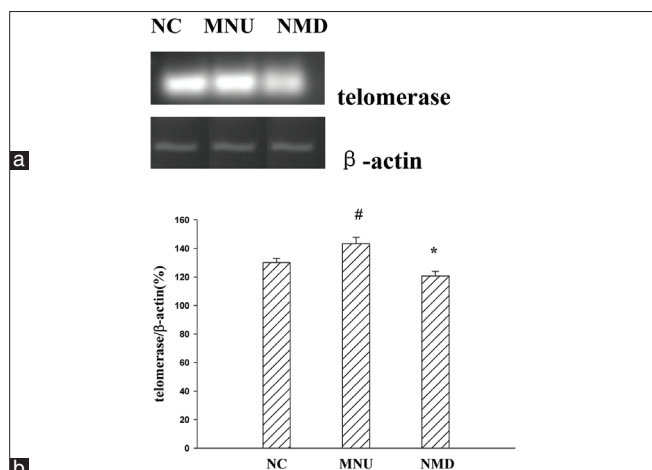 NC MNU NMD
telomerase
β-actin
a
160
140
120
100
80
60
40
20
0
telomerase/β-actin(%)
#
*
NC MNU NMD
b